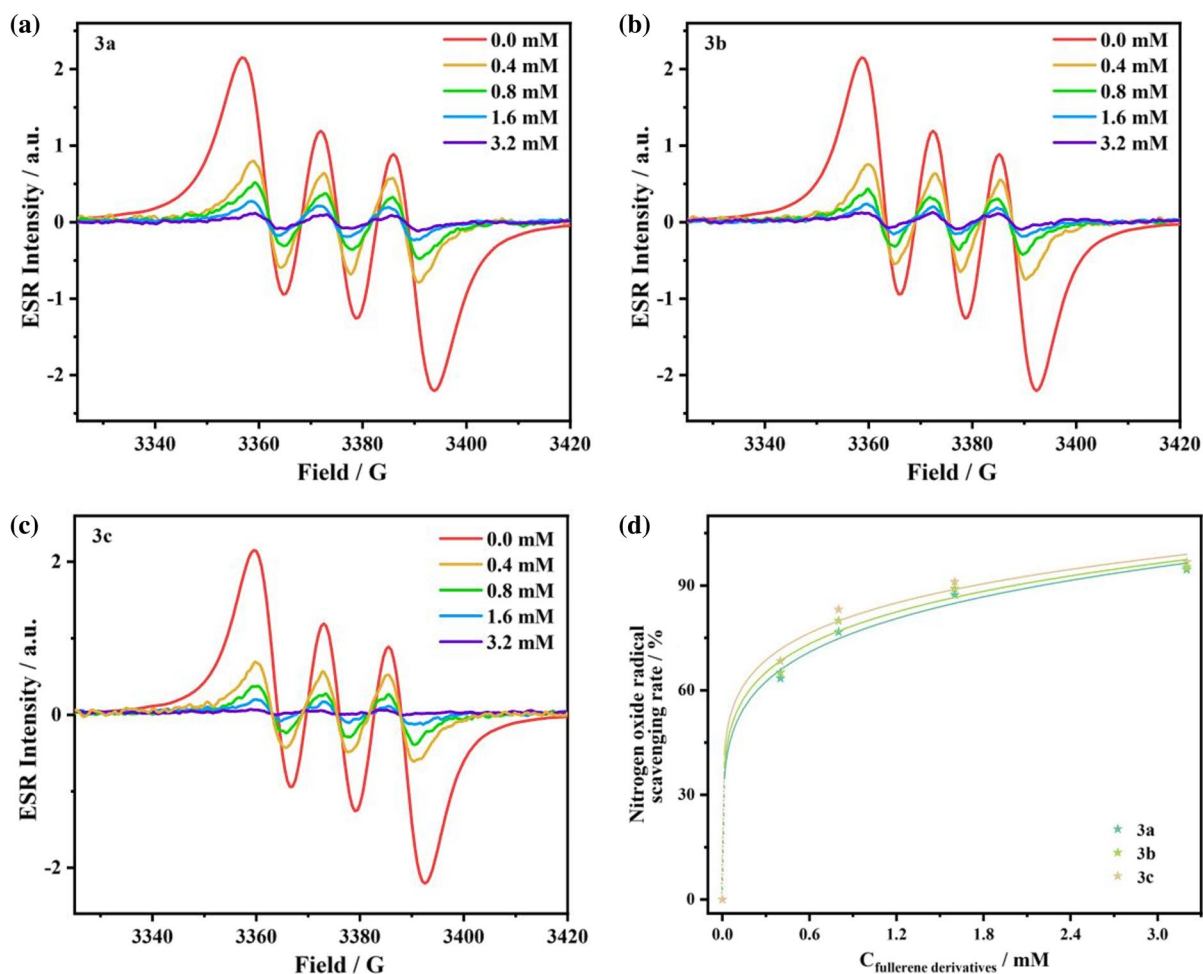 (a)
3a
0.0 mM
0.4 mM
0.8 mM
1.6 mM
3.2 mM
2
1
0
-1
-2
ESR Intensity / a.u.
3340 3360 3380 3400 3420
Field / G
(b)
3b
0.0 mM
0.4 mM
0.8 mM
1.6 mM
3.2 mM
2
1
0
-1
-2
ESR Intensity / a.u.
3340 3360 3380 3400 3420
Field / G
(c)
3c
0.0 mM
0.4 mM
0.8 mM
1.6 mM
3.2 mM
2
0
-2
ESR Intensity / a.u.
3340 3360 3380 3400 3420
Field / G
(d)
90
60
30
0
Nitrogen oxide radical
scavenging rate / %
3a
3b
3c
0.0 0.6 1.2 1.8 2.4 3.0
C fullerene derivatives / mM